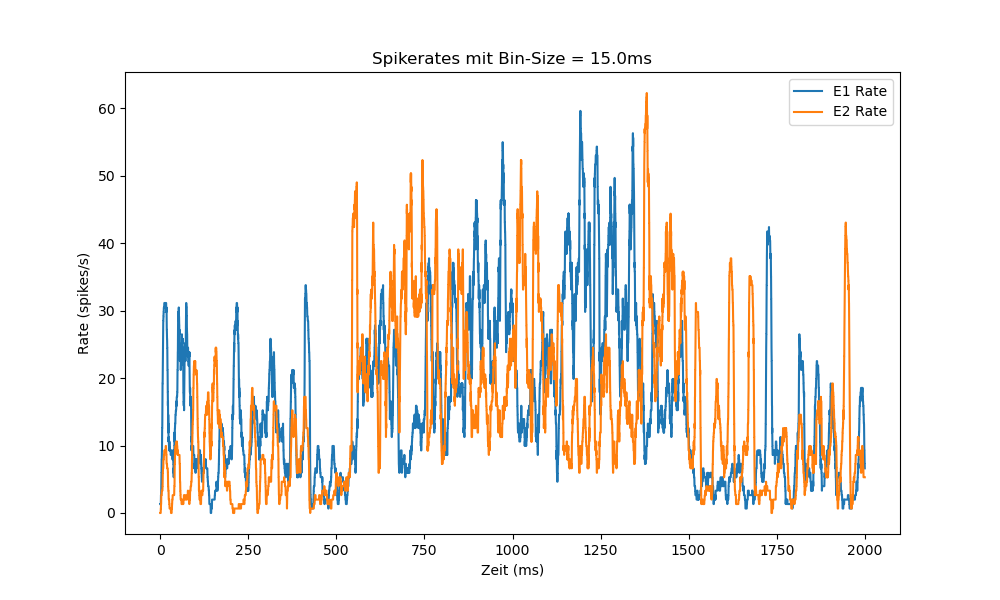 Spikerates mit Bin-Size = 15.0ms
E1 Rate
E2 Rate
Rate (spikes/s)
60
50
40
30
20
10
0
0 250 500 750 1000 1250 1500 1750 2000
Zeit (ms)